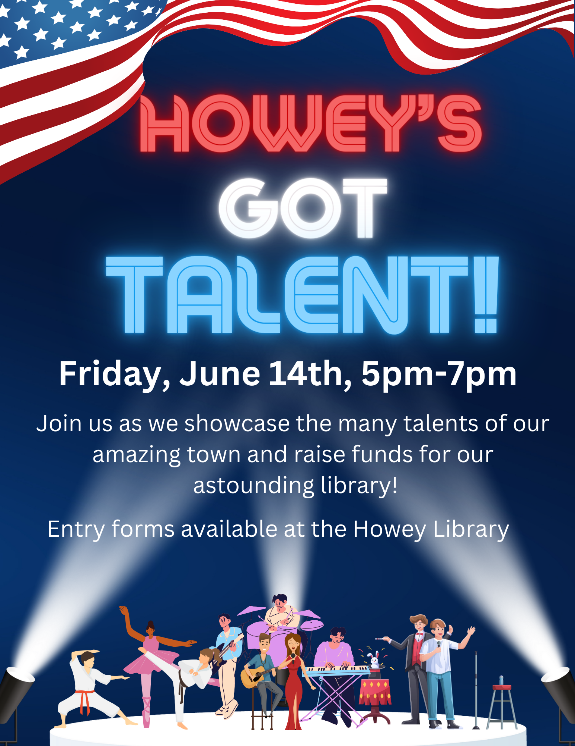 HOWEY'S
GOT
TALENT!
Friday, June 14th, 5pm-7pm
Join us as we showcase the many talents of our
amazing town and raise funds for our
astounding library!
Entry forms available at the Howey Library